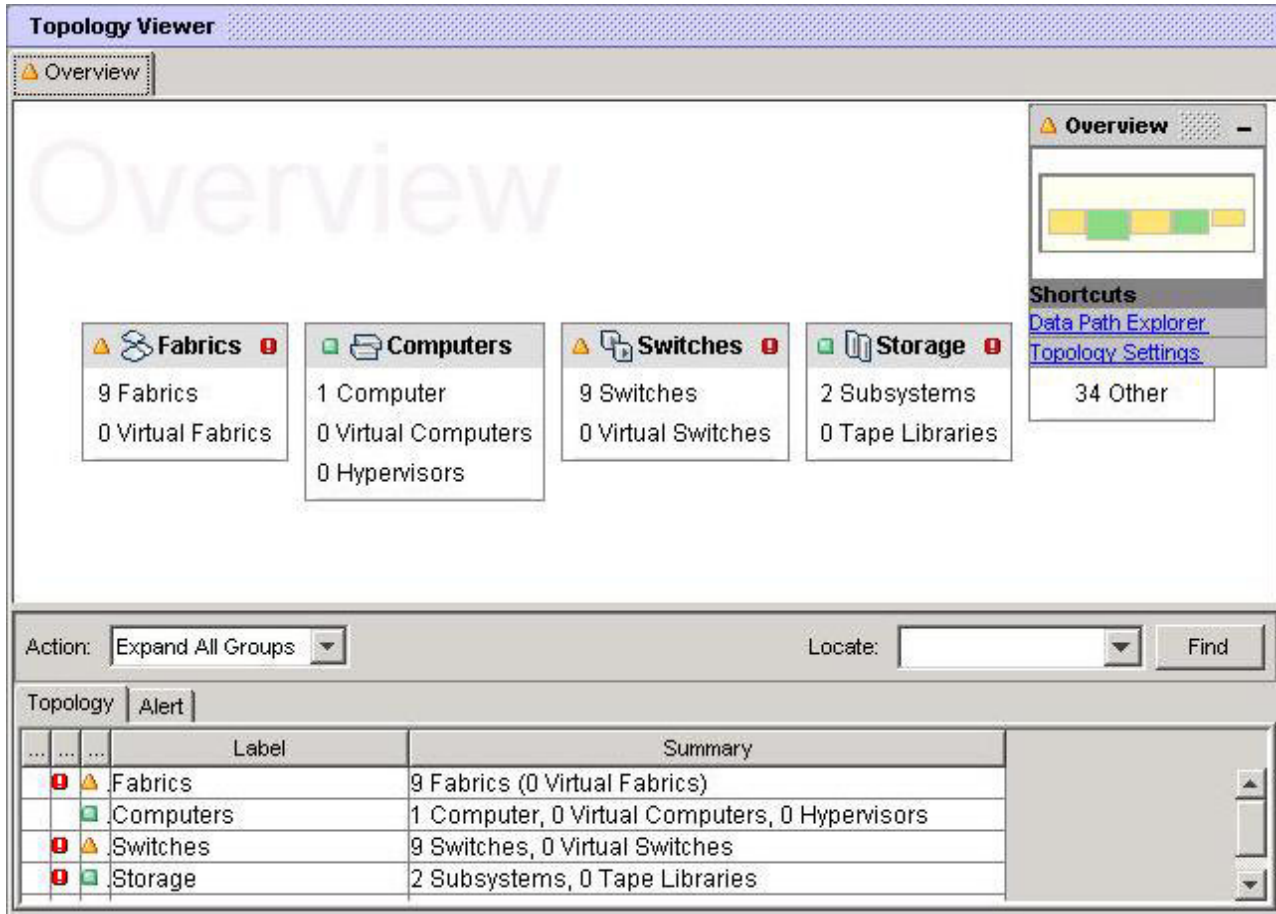 Topology Viewer
Overview
Overview
Overview
Shortcuts
Data Path Explorer
Topology Settings
Fabrics
9 Fabrics
0 Virtual Fabrics
Computers
1 Computer
0 Virtual Computers
0 Hypervisors
Switches
9 Switches
0 Virtual Switches
Storage
2 Subsystems
0 Tape Libraries
34 Other
Action: Expand All Groups Locate: Find
Topology Alert
... ... ... Label Summary
Fabrics 9 Fabrics (0 Virtual Fabrics)
Computers 1 Computer, 0 Virtual Computers, 0 Hypervisors
Switches 9 Switches, 0 Virtual Switches
Storage 2 Subsystems, 0 Tape Libraries